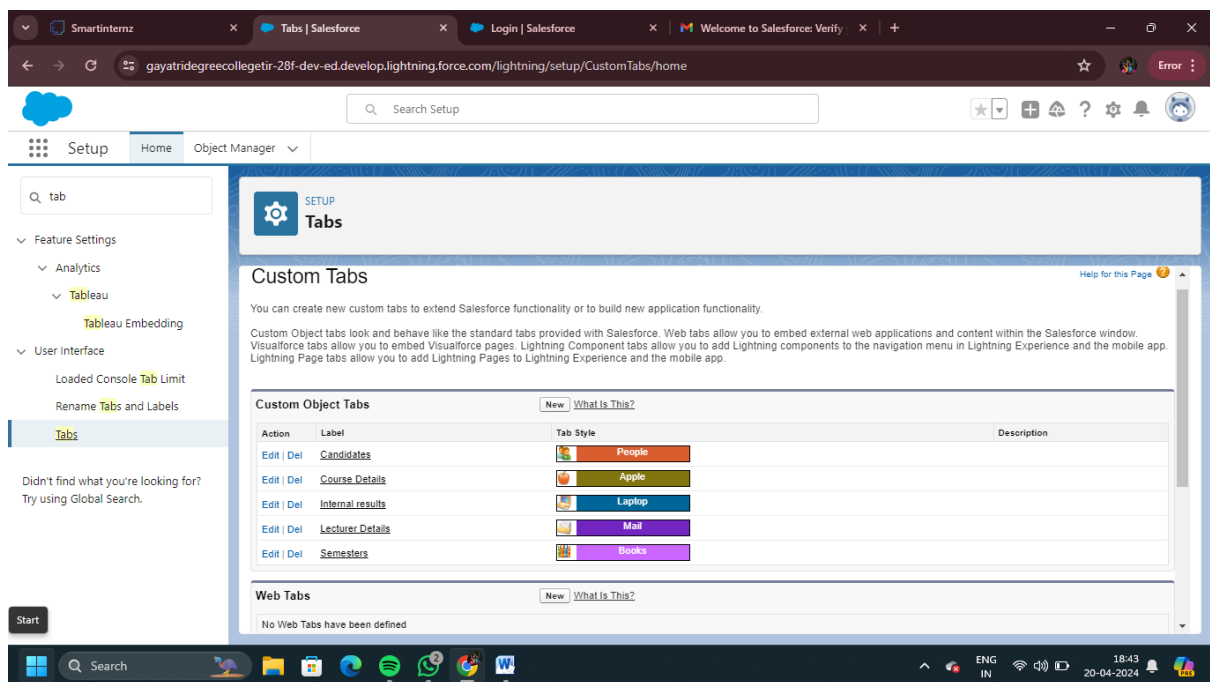 Smartinternz
Tabs | Salesforce
Login | Salesforce
Welcome to Salesforce: Verify
gayatridegreecollegetir-28f-dev-ed.develop.lightning.force.com/lightning/setup/CustomTabs/home
Error
Search Setup
Setup
Home
Object Manager
tab
Feature Settings
Analytics
Tableau
Tableau Embedding
User Interface
Loaded Console Tab Limit
Rename Tabs and Labels
Tabs
Didn't find what you're looking for?
Try using Global Search.
SETUP
Tabs
Custom Tabs
Help for this Page
You can create new custom tabs to extend Salesforce functionality or to build new application functionality.
Custom Object tabs look and behave like the standard tabs provided with Salesforce. Web tabs allow you to embed external web applications and content within the Salesforce window.
Visualforce tabs allow you to embed Visualforce pages. Lightning Component tabs allow you to add Lightning components to the navigation menu in Lightning Experience and the mobile app.
Lightning Page tabs allow you to add Lightning Pages to Lightning Experience and the mobile app.
Custom Object Tabs New What Is This?
Action Label Tab Style Description
Edit | Del Candidates People
Edit | Del Course Details Apple
Edit | Del Internal results Laptop
Edit | Del Lecturer Details Mail
Edit | Del Semesters Books
Web Tabs New What Is This?
No Web Tabs have been defined
Start
Search
2
ENG
IN
18:43
20-04-2024
PRE